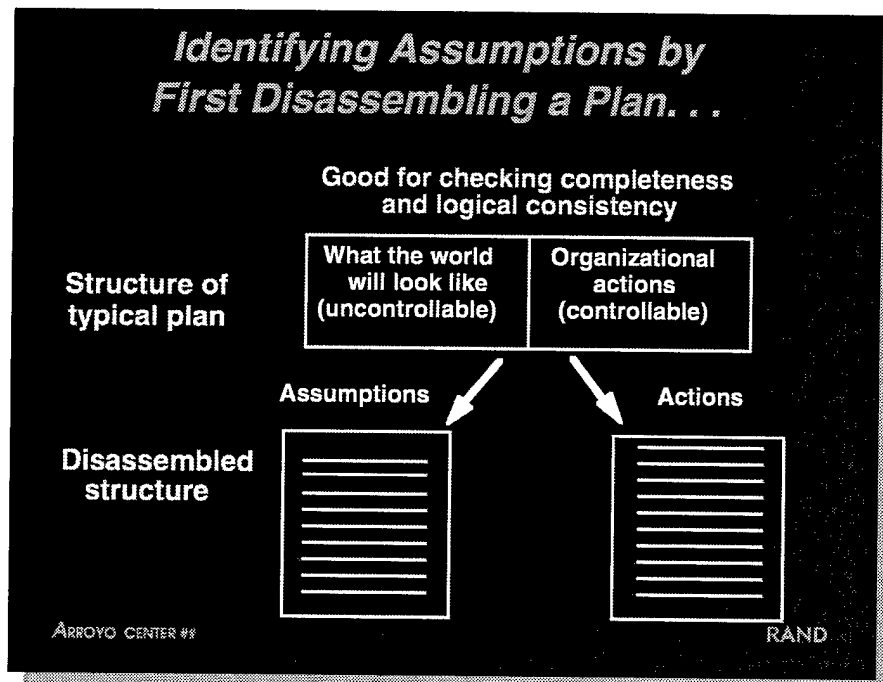 Identifying Assumptions by
First Disassembling a Plan. . .
Good for checking completeness
and logical consistency
Structure of
typical plan
What the world
will look like
(uncontrollable)
Organizational
actions
(controllable)
Assumptions
Actions
Disassembled
structure
ARROYO CENTER
RAND